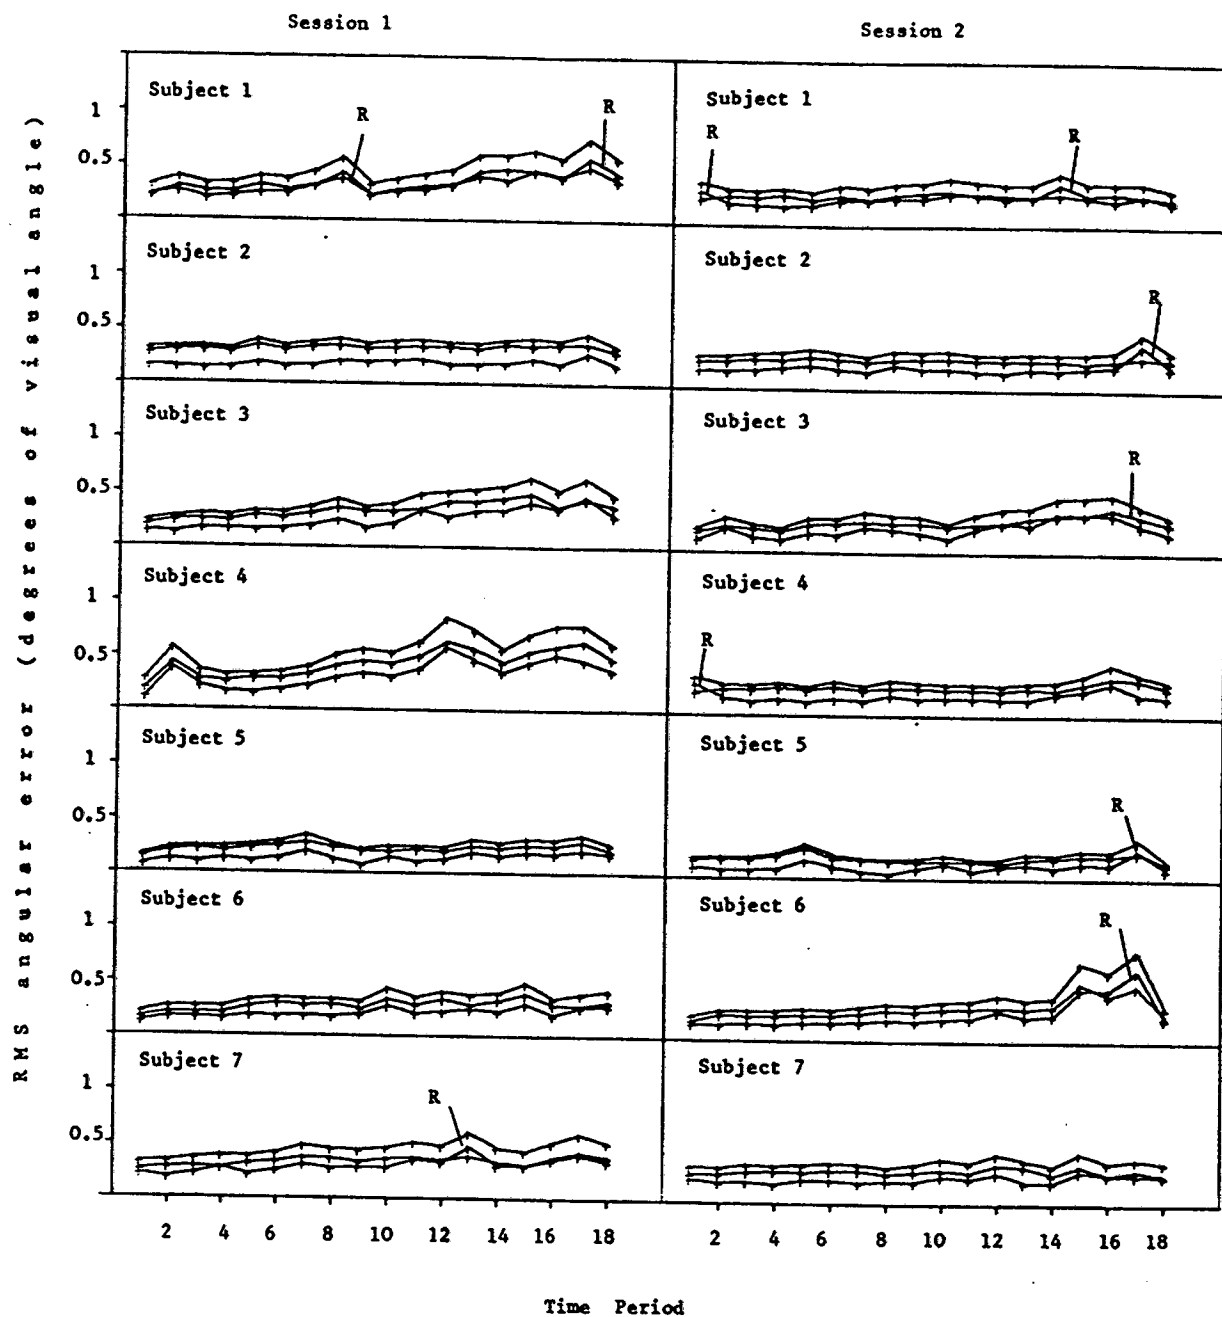 Session 1
Session 2
RMS angular error (degrees of visual angle)
Subject 1
1
0.5
R
R
Subject 1
R
R
Subject 2
1
0.5
Subject 2
R
Subject 3
1
0.5
Subject 3
R
Subject 4
1
0.5
Subject 4
R
Subject 5
1
0.5
Subject 5
R
Subject 6
1
0.5
Subject 6
R
Subject 7
1
0.5
R
Subject 7
2 4 6 8 10 12 14 16 18
2 4 6 8 10 12 14 16 18
Time Period